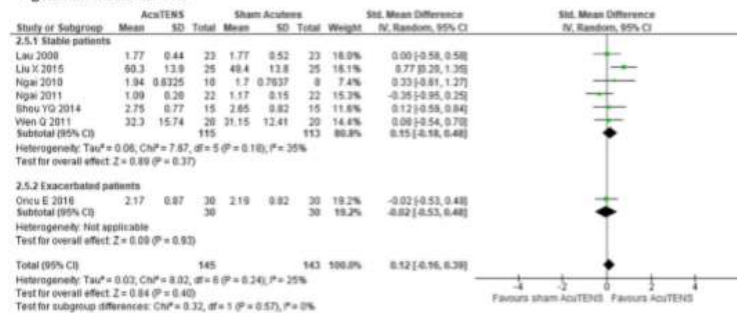 AcuTENS Sham Acutens Std. Mean Difference Std. Mean Difference
Study or Subgroup Mean SD Total Mean SD Total Weight IV, Random, 95% CI IV, Random, 95% CI
2.5.1 Stable patients
Lau 2008 1.77 0.44 23 1.77 0.52 23 16.0% 0.00 [-0.58, 0.58]
Liu X 2015 60.3 13.9 25 49.4 13.8 25 16.1% 0.77 [0.20, 1.35]
Ngai 2010 1.94 0.6325 10 1.7 0.7637 8 7.4% 0.33 [-0.61, 1.27]
Ngai 2011 1.09 0.28 22 1.17 0.15 22 -0.35 [-0.95, 0.25]
Shou YQ 2014 2.75 0.77 15 2.65 0.82 15 0.12 [-0.59, 0.84]
Wen Q 2011 32.3 15.74 20 31.15 12.41 20 14.4% 0.08 [-0.54, 0.70]
Subtotal (95% CI) 115 113 80.8% 0.15 [-0.18, 0.48]
Heterogeneity: Tau² = 0.06; Chi² = 7.67, df = 5 (P = 0.18); I² = 35%
Test for overall effect: Z = 0.89 (P = 0.37)
2.5.2 Exacerbated patients
Oncu E 2016 2.17 0.87 30 2.19 0.82 30 19.2% -0.02 [-0.53, 0.48]
Subtotal (95% CI) 30 30 19.2% -0.02 [-0.53, 0.48]
Heterogeneity: Not applicable
Test for overall effect: Z = 0.09 (P = 0.93)
Total (95% CI) 145 143 100.0% 0.12 [-0.16, 0.39]
Heterogeneity: Tau² = 0.03; Chi² = 8.02, df = 6 (P = 0.24); I² = 25%
Test for overall effect: Z = 0.84 (P = 0.40)
Test for subgroup differences: Chi² = 0.32, df = 1 (P = 0.57), I² = 0%
-4 -2 0 2 4
Favours sham AcuTENS Favours AcuTENS